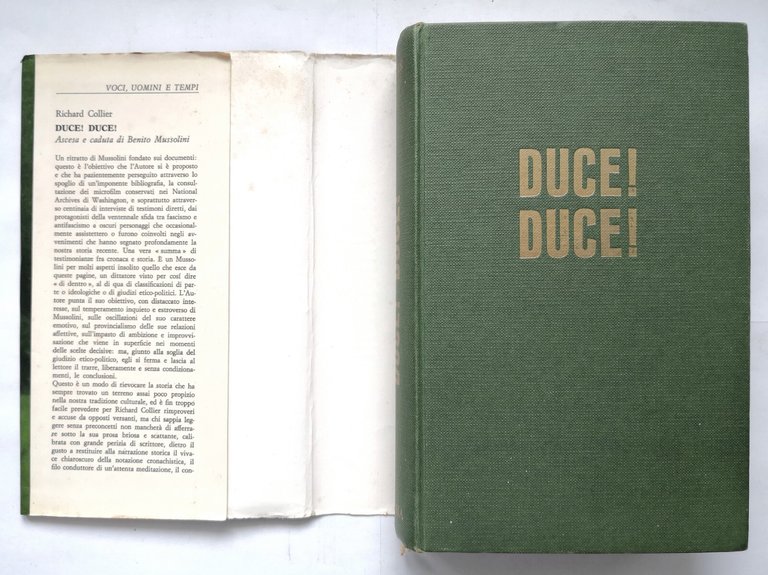 VOCI, UOMINI E TEMPI
Richard Collier
DUCE! DUCE!
Ascesa e caduta di Benito Mussolini
Un ritratto di Mussolini fondato sui documenti:
questo è l'obiettivo che l'Autore si è proposto
e che ha pazientemente perseguito attraverso lo
spoglio di un'imponente bibliografia, la consul-
tazione dei microfilm conservati nei National
Archives di Washington, e soprattutto attraver-
so centinaia di interviste di testimoni diretti, dai
protagonisti della ventennale sfida tra fascismo e
antifascismo a oscuri personaggi che occasional-
mente assistettero o furono coinvolti negli av-
venimenti che hanno segnato profondamente la
nostra storia recente. Una vera «summa» di
testimonianze fra cronaca e storia. E un Musso-
lini per molti aspetti insolito quello che esce da
queste pagine, un dittatore visto per così dire
«di dentro», al di qua di classificazioni di par-
te o ideologiche o di giudizi etico-politici. L'Au-
tore punta il suo obiettivo, con distaccato inte-
resse, sul temperamento inquieto e estroverso di
Mussolini, sulle oscillazioni del suo carattere
emotivo, sul provincialismo delle sue relazioni
affettive, sull'impasto di ambizione e improvvi-
sazione che viene in superficie nei momenti
delle scelte decisive: ma, giunto alla soglia del
giudizio etico-politico, egli si ferma e lascia al
lettore il trarre, liberamente e senza condiziona-
menti, le conclusioni.
Questo è un modo di rievocare la storia che ha
sempre trovato un terreno assai poco propizio
nella nostra tradizione culturale, ed è fin troppo
facile prevedere per Richard Collier rimproveri
e accuse da opposti versanti, ma chi sappia leg-
gere senza preconcetti non mancherà di afferra-
re sotto la sua prosa briosa e scattante, cali-
brata con grande perizia di scrittore, dietro il
gusto a restituire alla narrazione storica il viva-
ce chiaroscuro della notazione cronachistica, il
filo conduttore di un'attenta meditazione, il con-
DUCE!
DUCE!